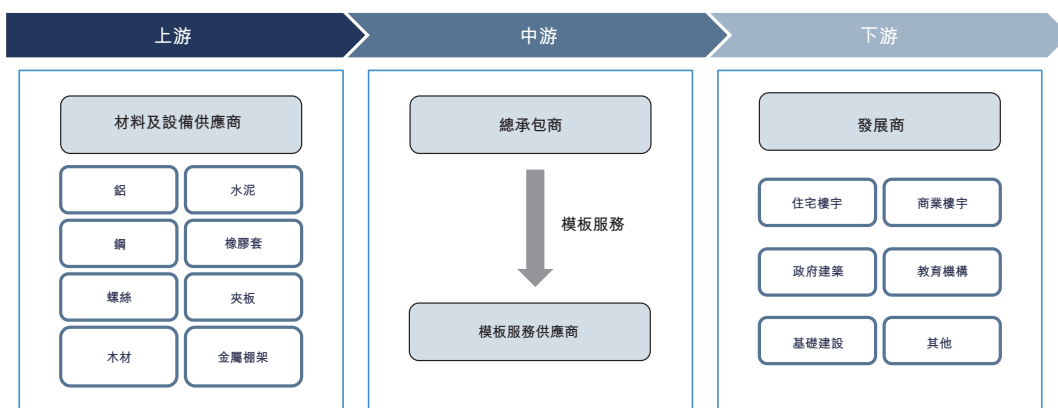 上游
中游
下游
材料及設備供應商
鋁
水泥
鋼
橡膠套
螺絲
夾板
木材
金屬棚架
總承包商
模板服務
模板服務供應商
發展商
住宅樓宇
商業樓宇
政府建築
教育機構
基礎建設
其他